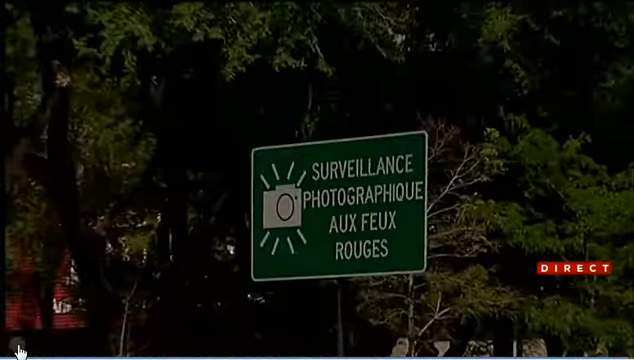 SURVEILLANCE
PHOTOGRAPHIQUE
AUX FEUX
ROUGES
DIRECT